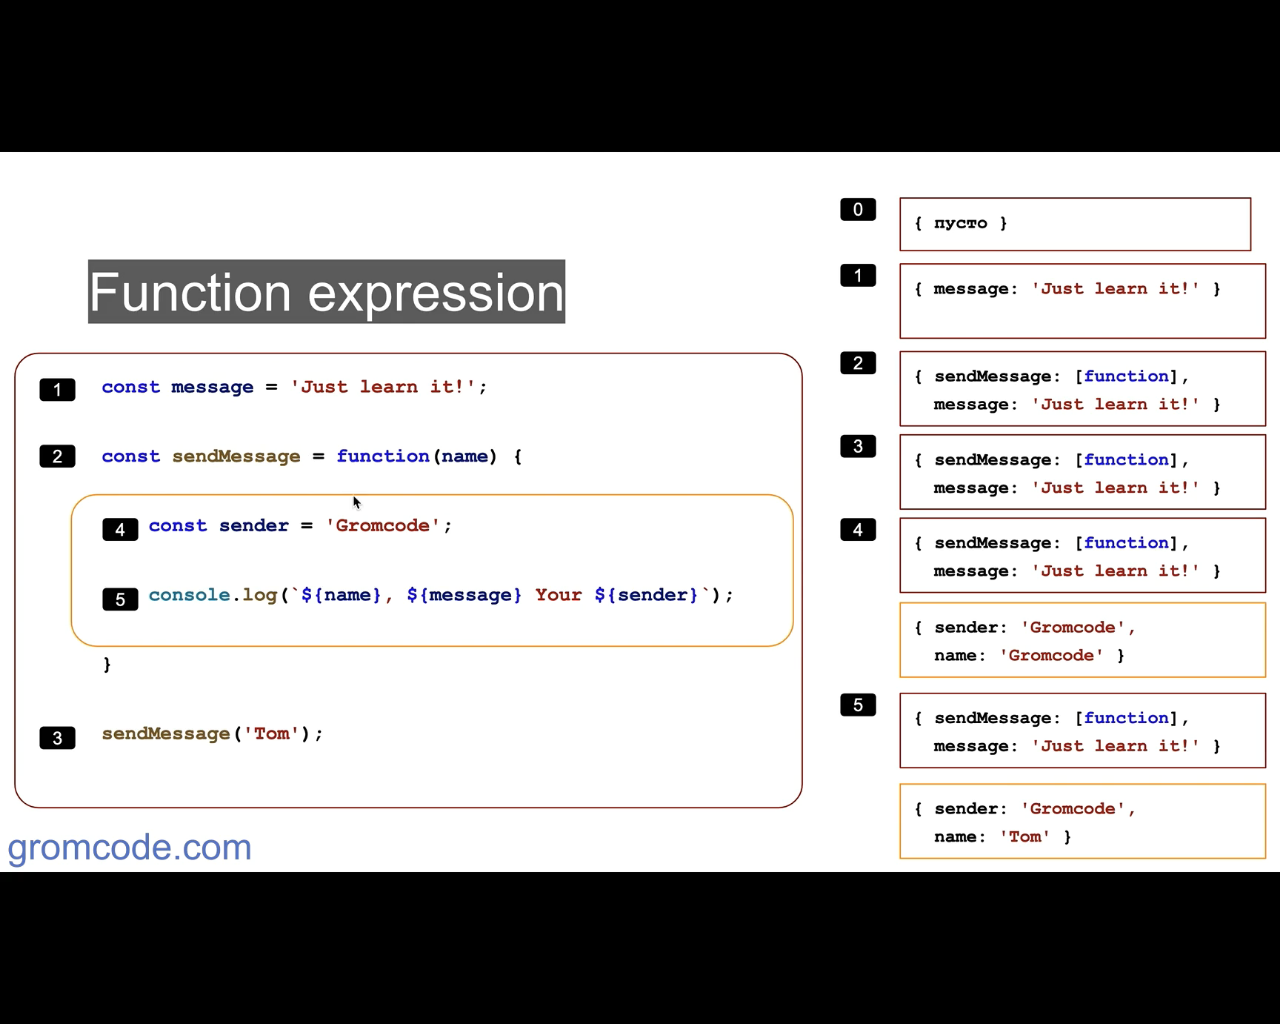 Function expression
1 const message = 'Just learn it!';
2 const sendMessage = function(name) {
4 const sender = 'Gromcode';
5 console.log(`${name}, ${message} Your ${sender}`);
}
3 sendMessage('Tom');
gromcode.com
0 { пусто }
1 { message: 'Just learn it!' }
2 { sendMessage: [function],
message: 'Just learn it!' }
3 { sendMessage: [function],
message: 'Just learn it!' }
4 { sendMessage: [function],
message: 'Just learn it!' }
{ sender: 'Gromcode',
name: 'Gromcode' }
5 { sendMessage: [function],
message: 'Just learn it!' }
{ sender: 'Gromcode',
name: 'Tom' }